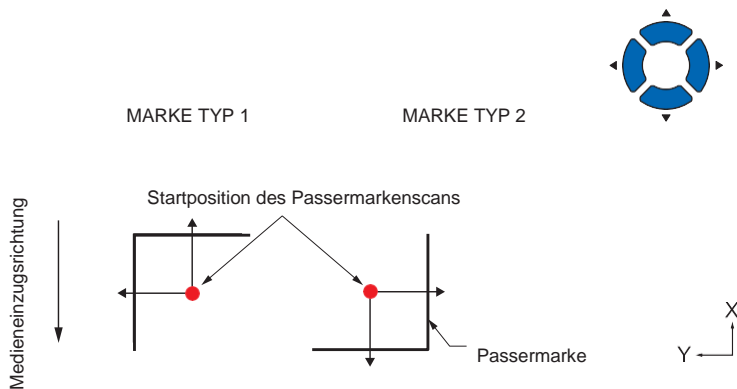 MARKE TYP 1
MARKE TYP 2
Startposition des Passermarkenscans
Medieneinzugsrichtung
Passermarke
X
Y